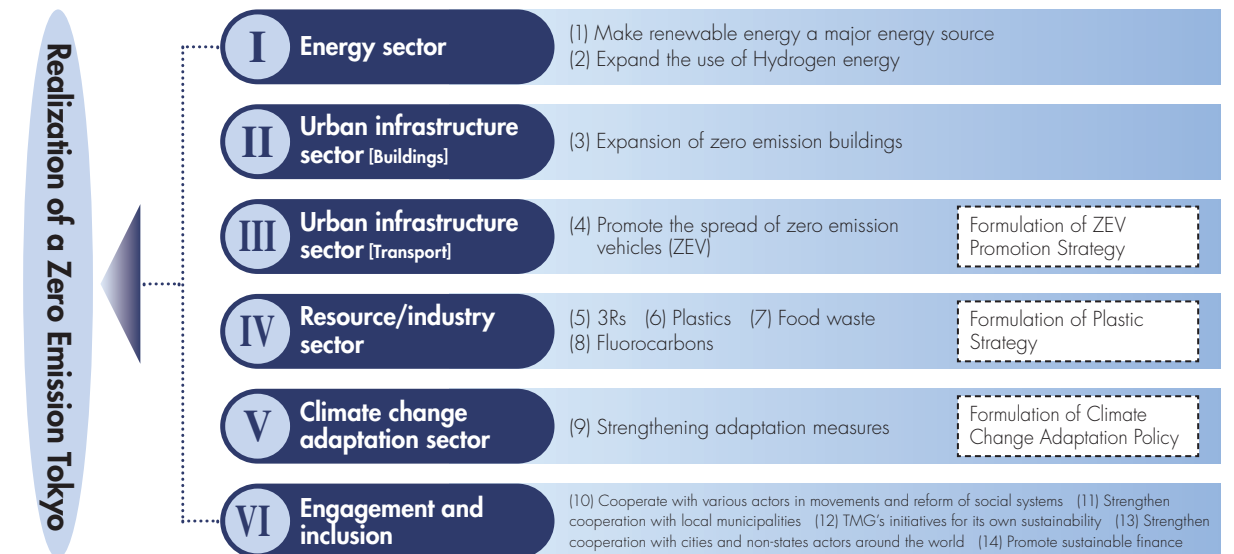 Realization of a Zero Emission Tokyo
I
Energy sector
(1) Make renewable energy a major energy source
(2) Expand the use of Hydrogen energy
II
Urban infrastructure
sector [Buildings]
(3) Expansion of zero emission buildings
III
Urban infrastructure
sector [Transport]
(4) Promote the spread of zero emission
vehicles (ZEV)
Formulation of ZEV
Promotion Strategy
IV
Resource/industry
sector
(5) 3Rs (6) Plastics (7) Food waste
(8) Fluorocarbons
Formulation of Plastic
Strategy
V
Climate change
adaptation sector
(9) Strengthening adaptation measures
Formulation of Climate
Change Adaptation Policy
VI
Engagement and
inclusion
(10) Cooperate with various actors in movements and reform of social systems (11) Strengthen
cooperation with local municipalities (12) TMG's initiatives for its own sustainability (13) Strengthen
cooperation with cities and non-states actors around the world (14) Promote sustainable finance